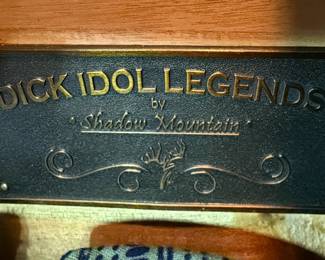 DICK IDOL LEGENDS
by
Shadow Mountain